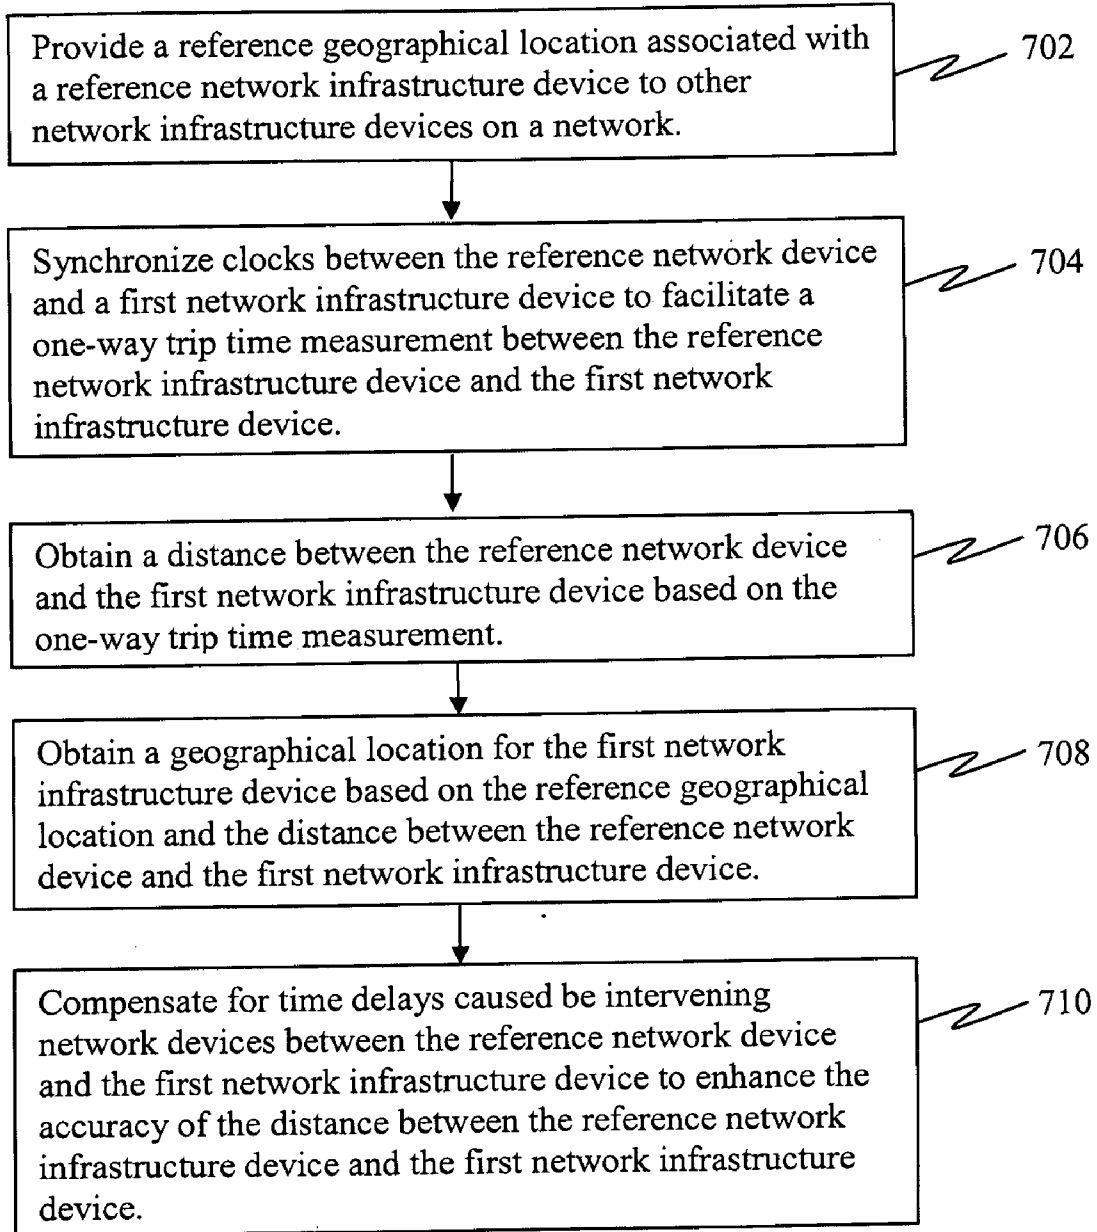 Provide a reference geographical location associated with
a reference network infrastructure device to other
network infrastructure devices on a network.
702
Synchronize clocks between the reference network device
and a first network infrastructure device to facilitate a
one-way trip time measurement between the reference
network infrastructure device and the first network
infrastructure device.
704
Obtain a distance between the reference network device
and the first network infrastructure device based on the
one-way trip time measurement.
706
Obtain a geographical location for the first network
infrastructure device based on the reference geographical
location and the distance between the reference network
device and the first network infrastructure device.
708
Compensate for time delays caused be intervening
network devices between the reference network device
and the first network infrastructure device to enhance the
accuracy of the distance between the reference network
infrastructure device and the first network infrastructure
device.
710